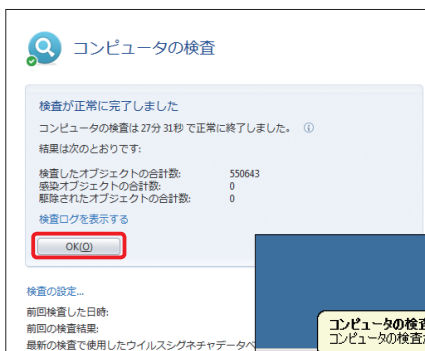 コンピュータの検査
検査が正常に完了しました
コンピュータの検査は 27分 31秒 で正常に終了しました。
結果は次のとおりです:
検査したオブジェクトの合計数: 550643
感染オブジェクトの合計数: 0
駆除されたオブジェクトの合計数: 0
検査ログを表示する
OK(O)
検査の設定...
前回検査した日時:
前回の検査結果:
最新の検査で使用したウイルスシグネチャデータベ
コンピュータの検査
コンピュータの検査が